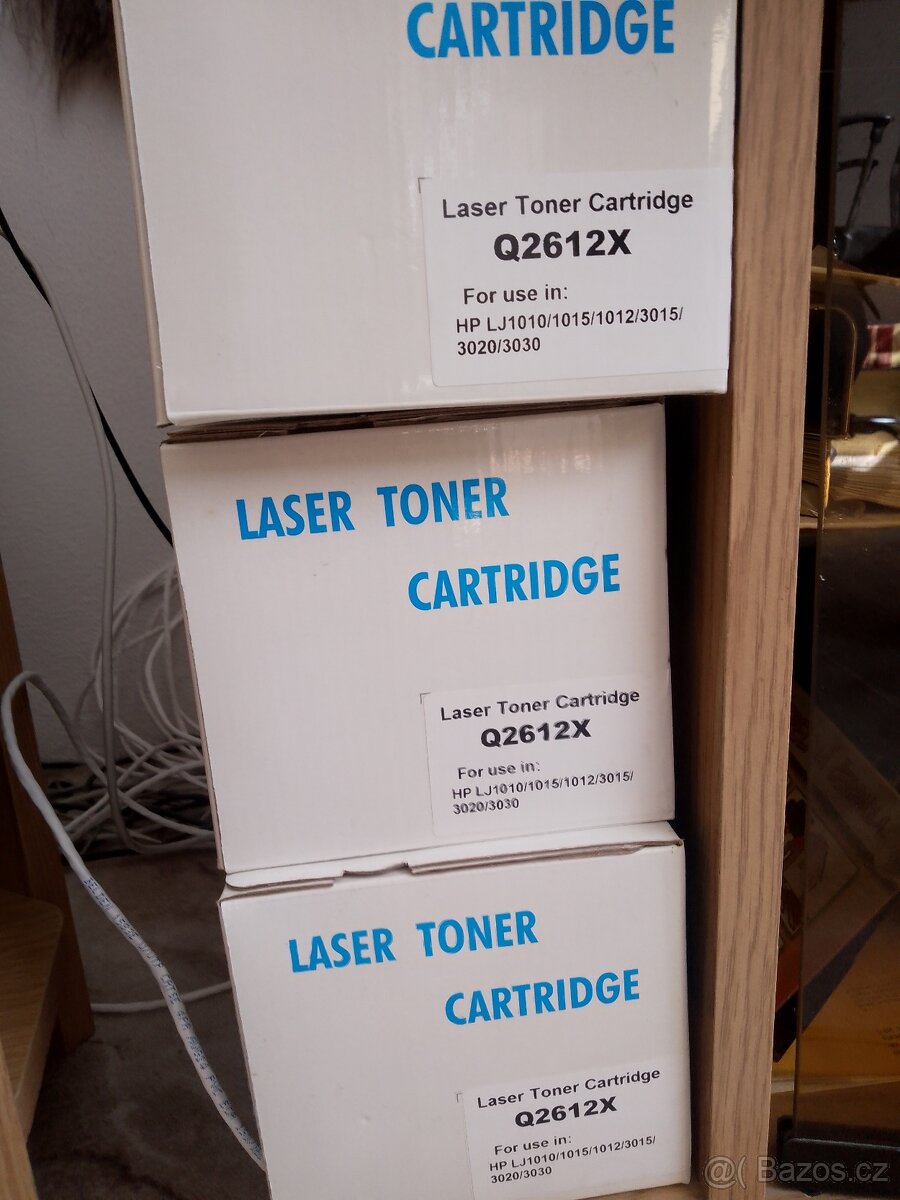 CARTRIDGE
Laser Toner Cartridge
Q2612X
For use in:
HP LJ1010/1015/1012/3015/
3020/3030
LASER TONER
CARTRIDGE
Laser Toner Cartridge
Q2612X
For use in:
HP LJ1010/1015/1012/3015/
3020/3030
LASER TONER
CARTRIDGE
Laser Toner Cartridge
Q2612X
For use in:
HP LJ1010/1015/1012/3015/
3020/3030
BELDEN
@( Bazos.cz